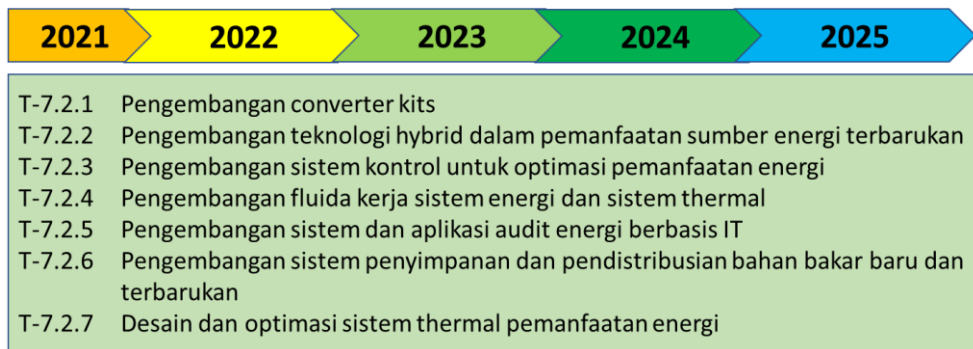 2021 2022 2023 2024 2025
T-7.2.1 Pengembangan converter kits
T-7.2.2 Pengembangan teknologi hybrid dalam pemanfaatan sumber energi terbarukan
T-7.2.3 Pengembangan sistem kontrol untuk optimasi pemanfaatan energi
T-7.2.4 Pengembangan fluida kerja sistem energi dan sistem thermal
T-7.2.5 Pengembangan sistem dan aplikasi audit energi berbasis IT
T-7.2.6 Pengembangan sistem penyimpanan dan pendistribusian bahan bakar baru dan
terbarukan
T-7.2.7 Desain dan optimasi sistem thermal pemanfaatan energi